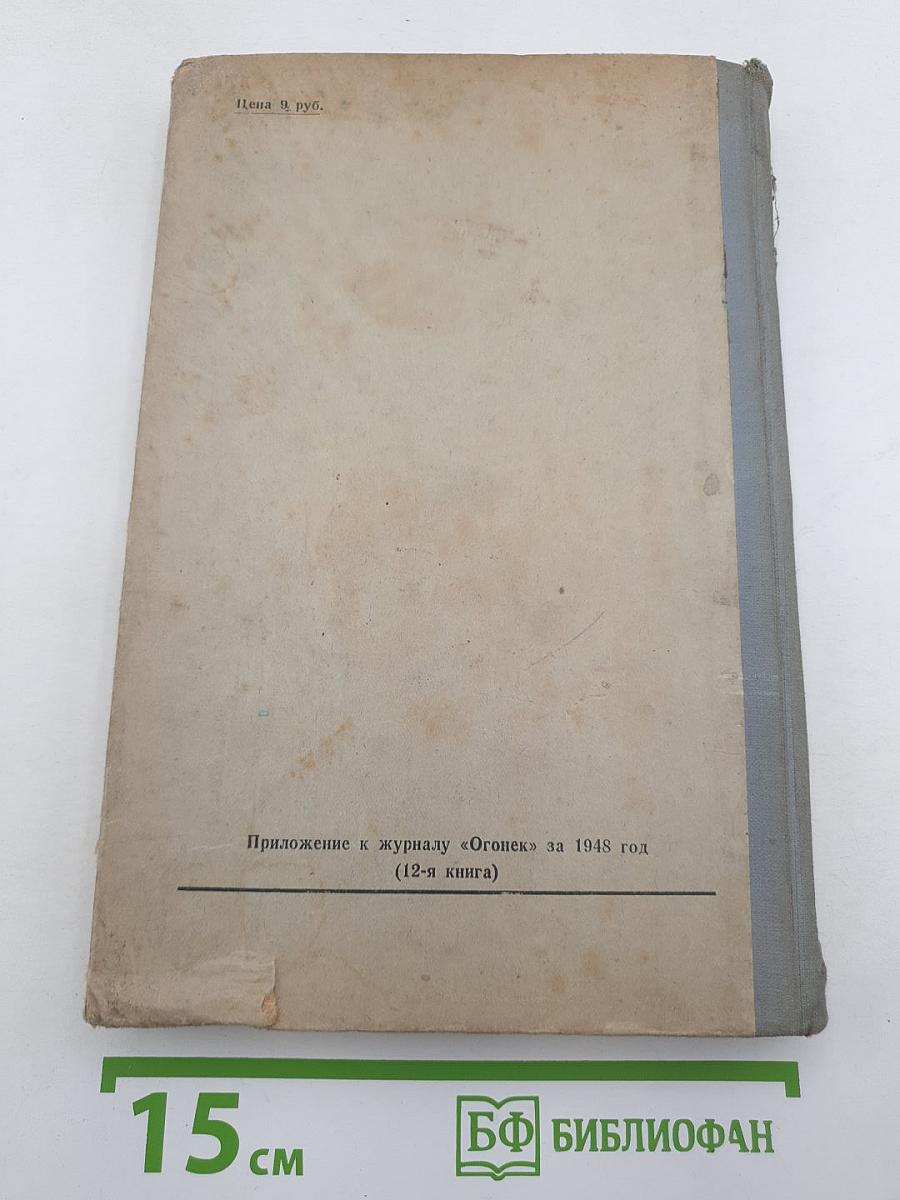 Цена 9 руб.
Приложение к журналу «Огонек» за 1948 год
(12-я книга)
15 см
БФ БИБЛИОФАН